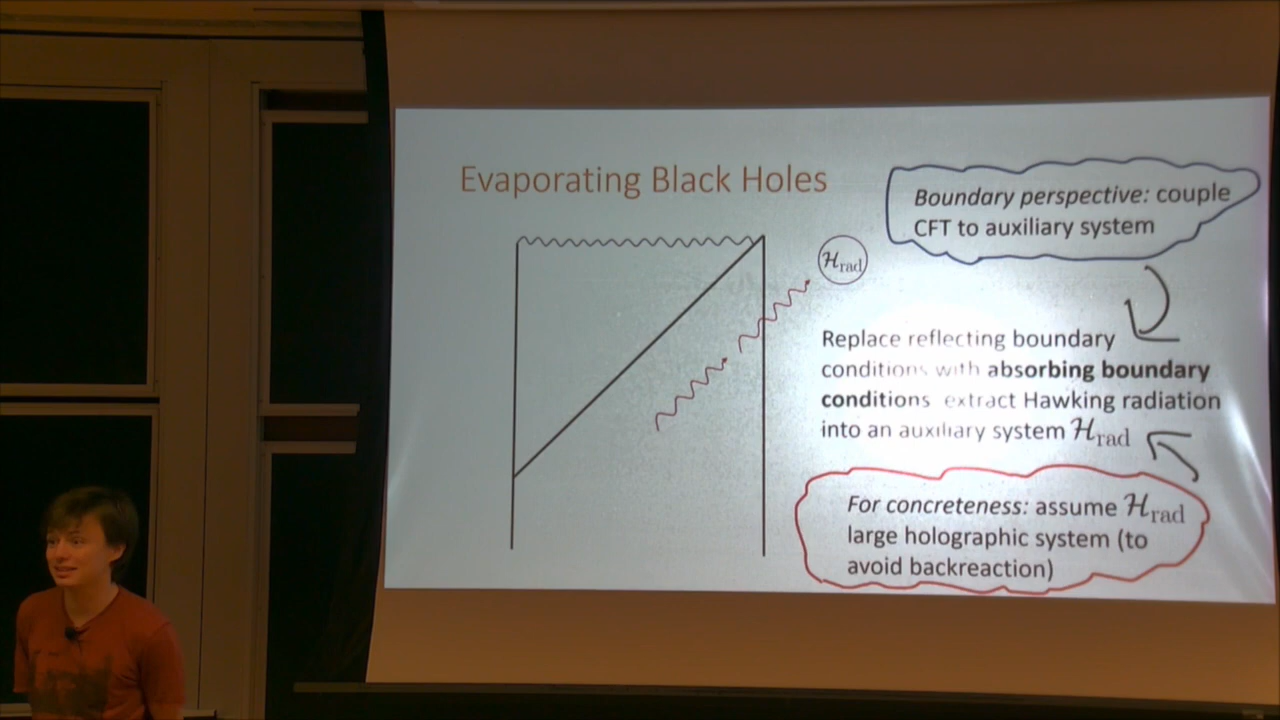 Evaporating Black Holes
Boundary perspective: couple
CFT to auxiliary system
ℋrad
Replace reflecting boundary
conditions with absorbing boundary
conditions extract Hawking radiation
into an auxiliary system ℋrad
For concreteness: assume ℋrad
large holographic system (to
avoid backreaction)